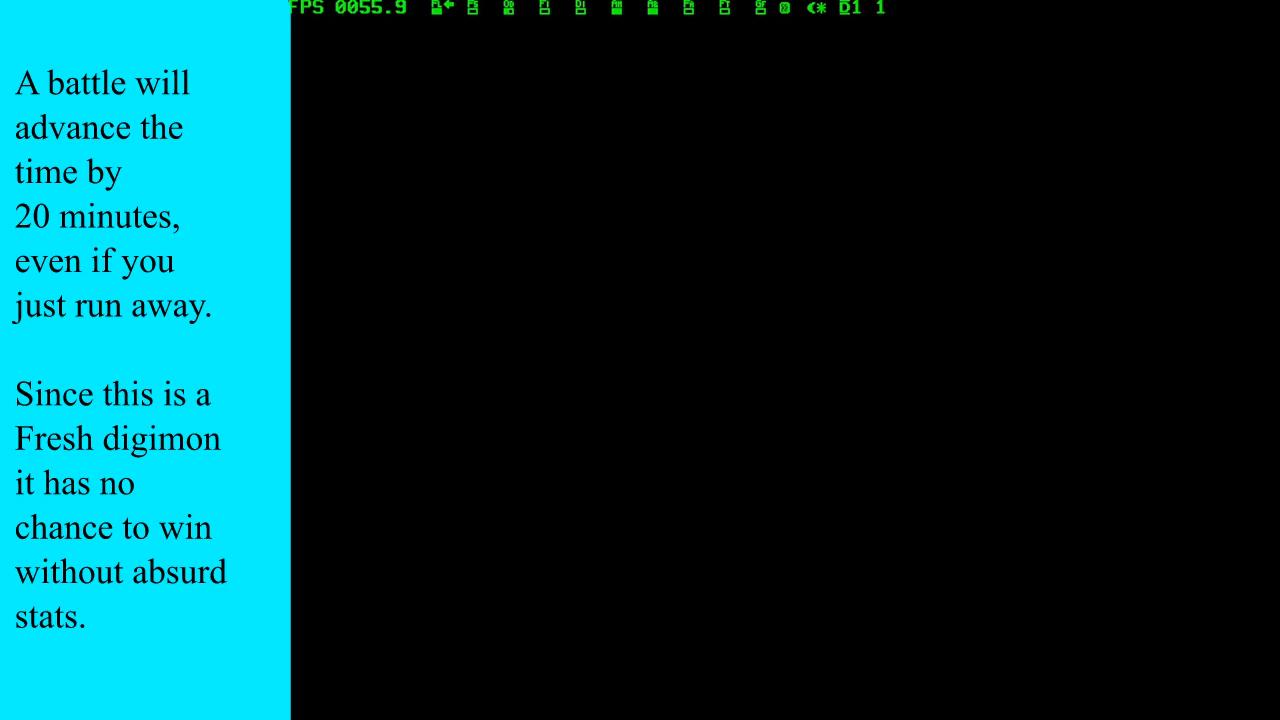 FPS 0055.9
A battle will
advance the
time by
20 minutes,
even if you
just run away.
Since this is a
Fresh digimon
it has no
chance to win
without absurd
stats.